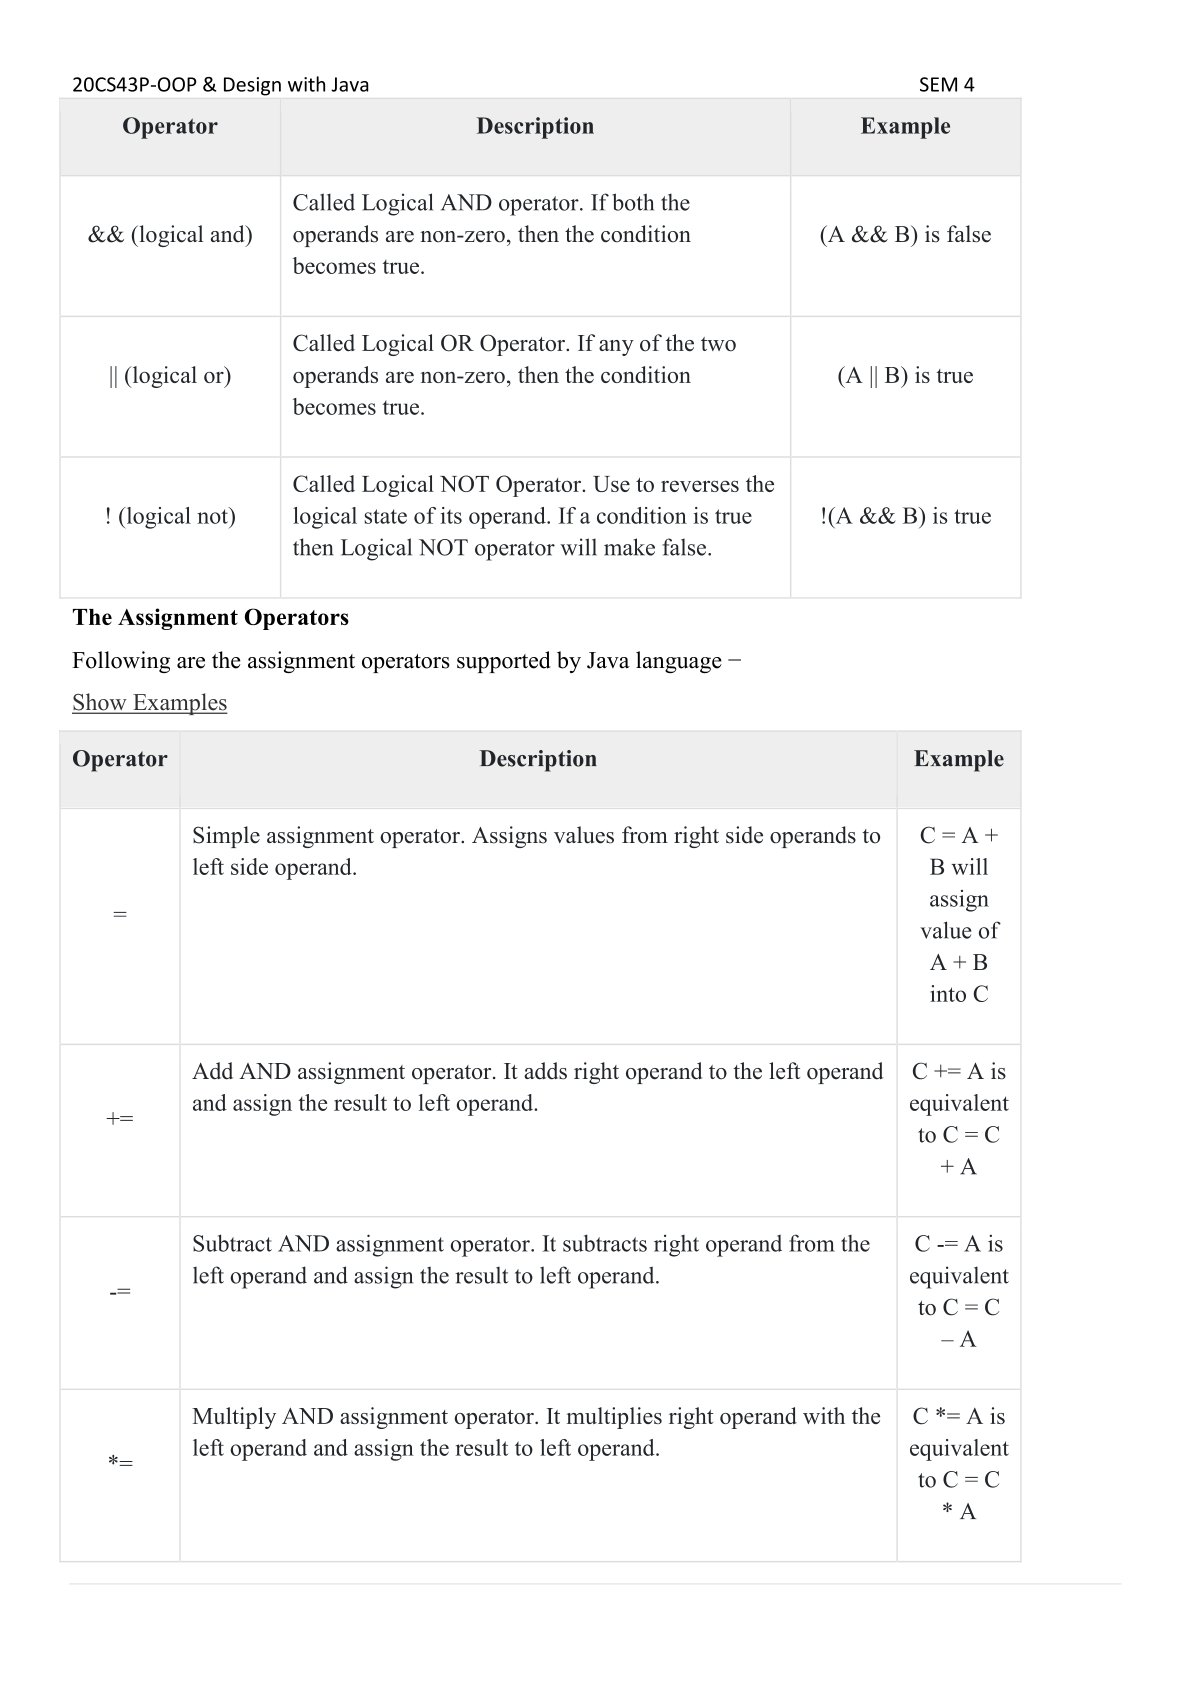 20CS43P-OOP & Design with Java SEM 4
Operator Description Example
&& (logical and)
Called Logical AND operator. If both the
operands are non-zero, then the condition
becomes true.
(A && B) is false
|| (logical or)
Called Logical OR Operator. If any of the two
operands are non-zero, then the condition
becomes true.
(A || B) is true
! (logical not)
Called Logical NOT Operator. Use to reverses the
logical state of its operand. If a condition is true
then Logical NOT operator will make false.
!(A && B) is true
The Assignment Operators
Following are the assignment operators supported by Java language −
Show Examples
Operator Description Example
=
Simple assignment operator. Assigns values from right side operands to
left side operand.
C = A +
B will
assign
value of
A + B
into C
+=
Add AND assignment operator. It adds right operand to the left operand
and assign the result to left operand.
C += A is
equivalent
to C = C
+ A
-=
Subtract AND assignment operator. It subtracts right operand from the
left operand and assign the result to left operand.
C -= A is
equivalent
to C = C
– A
*=
Multiply AND assignment operator. It multiplies right operand with the
left operand and assign the result to left operand.
C *= A is
equivalent
to C = C
* A